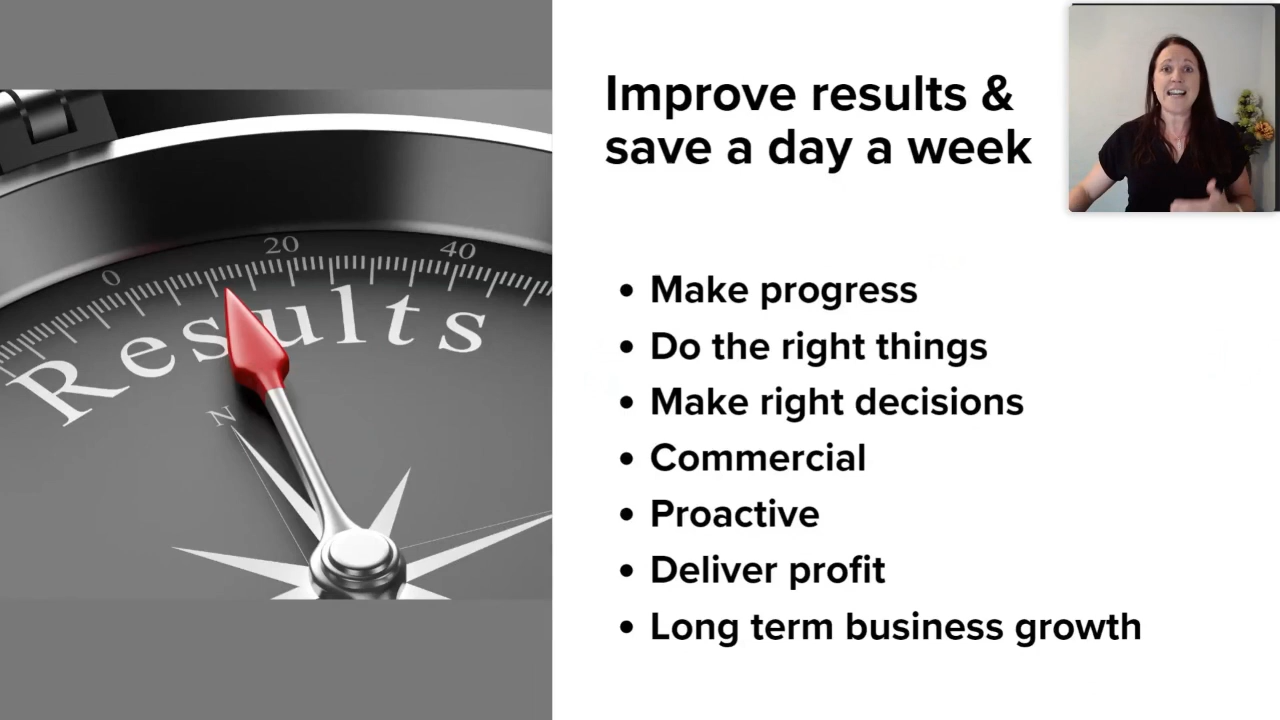 Improve results &
save a day a week
0
20
40
Results
N
• Make progress
• Do the right things
• Make right decisions
• Commercial
• Proactive
• Deliver profit
• Long term business growth